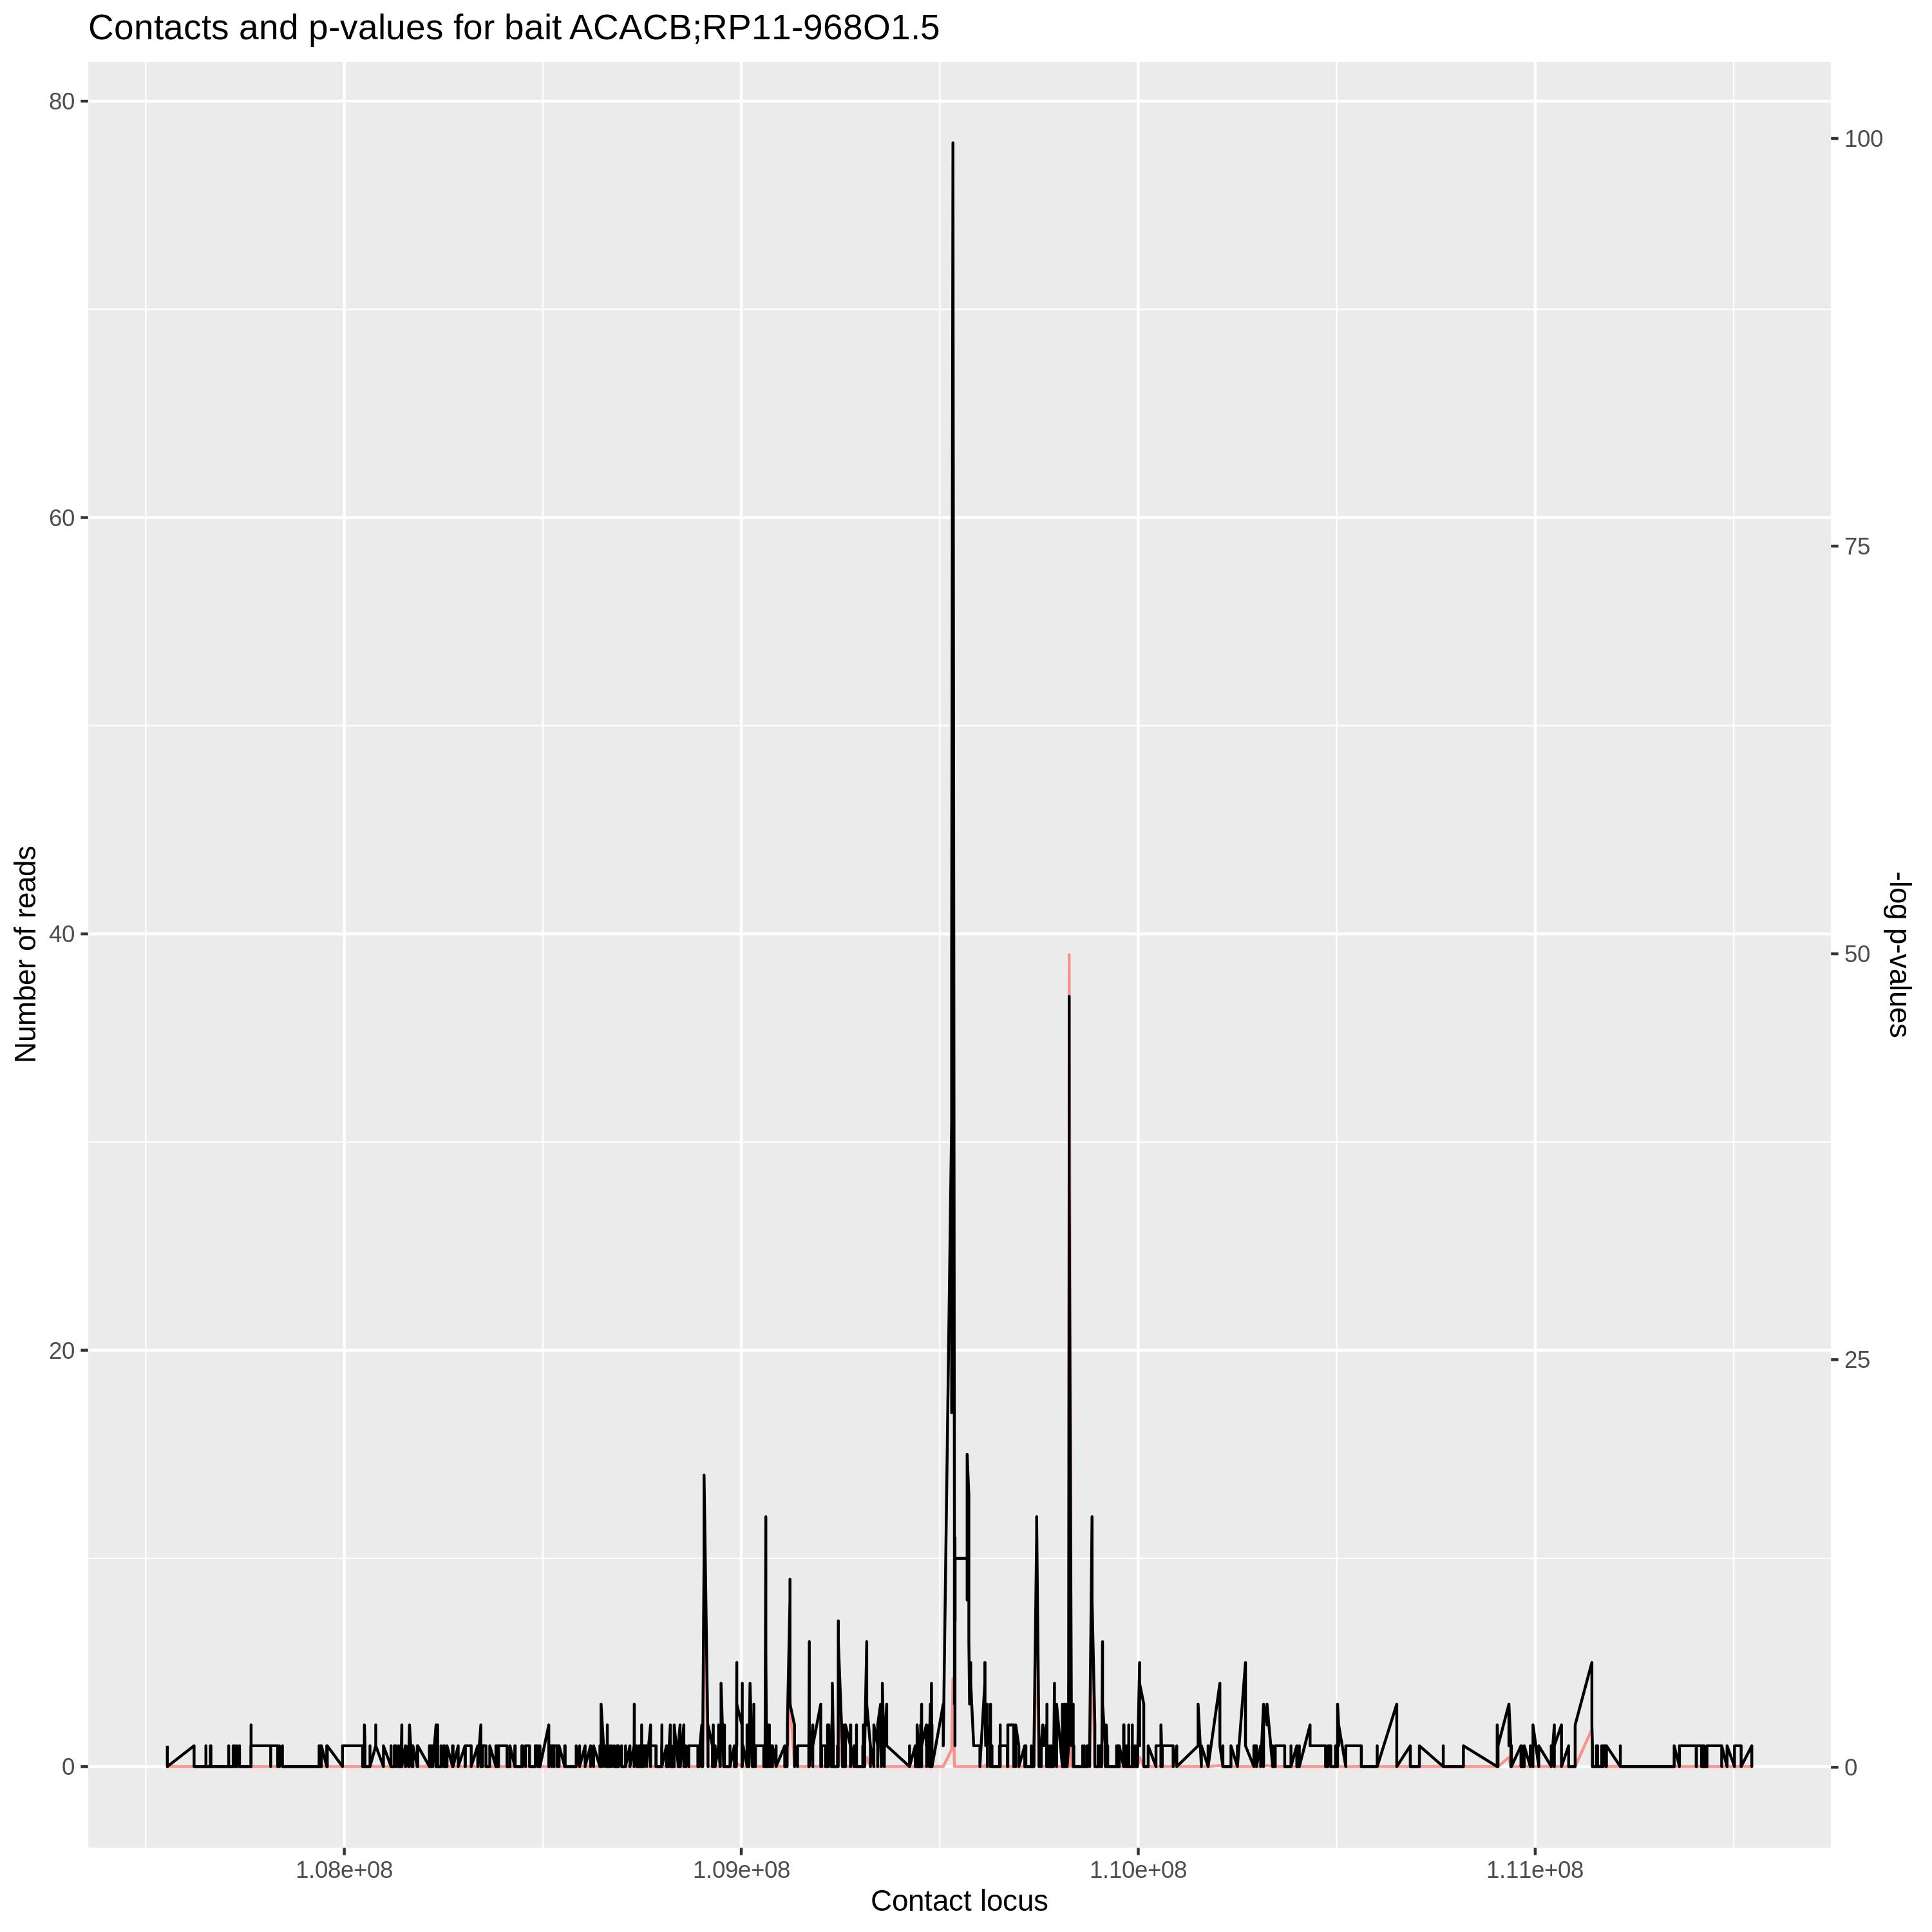 Contacts and p-values for bait ACACB;RP11-968O1.5
80
60
40
20
0
100
75
50
25
0
Number of reads
-log p-values
1.08e+08
1.09e+08
1.10e+08
1.11e+08
Contact locus